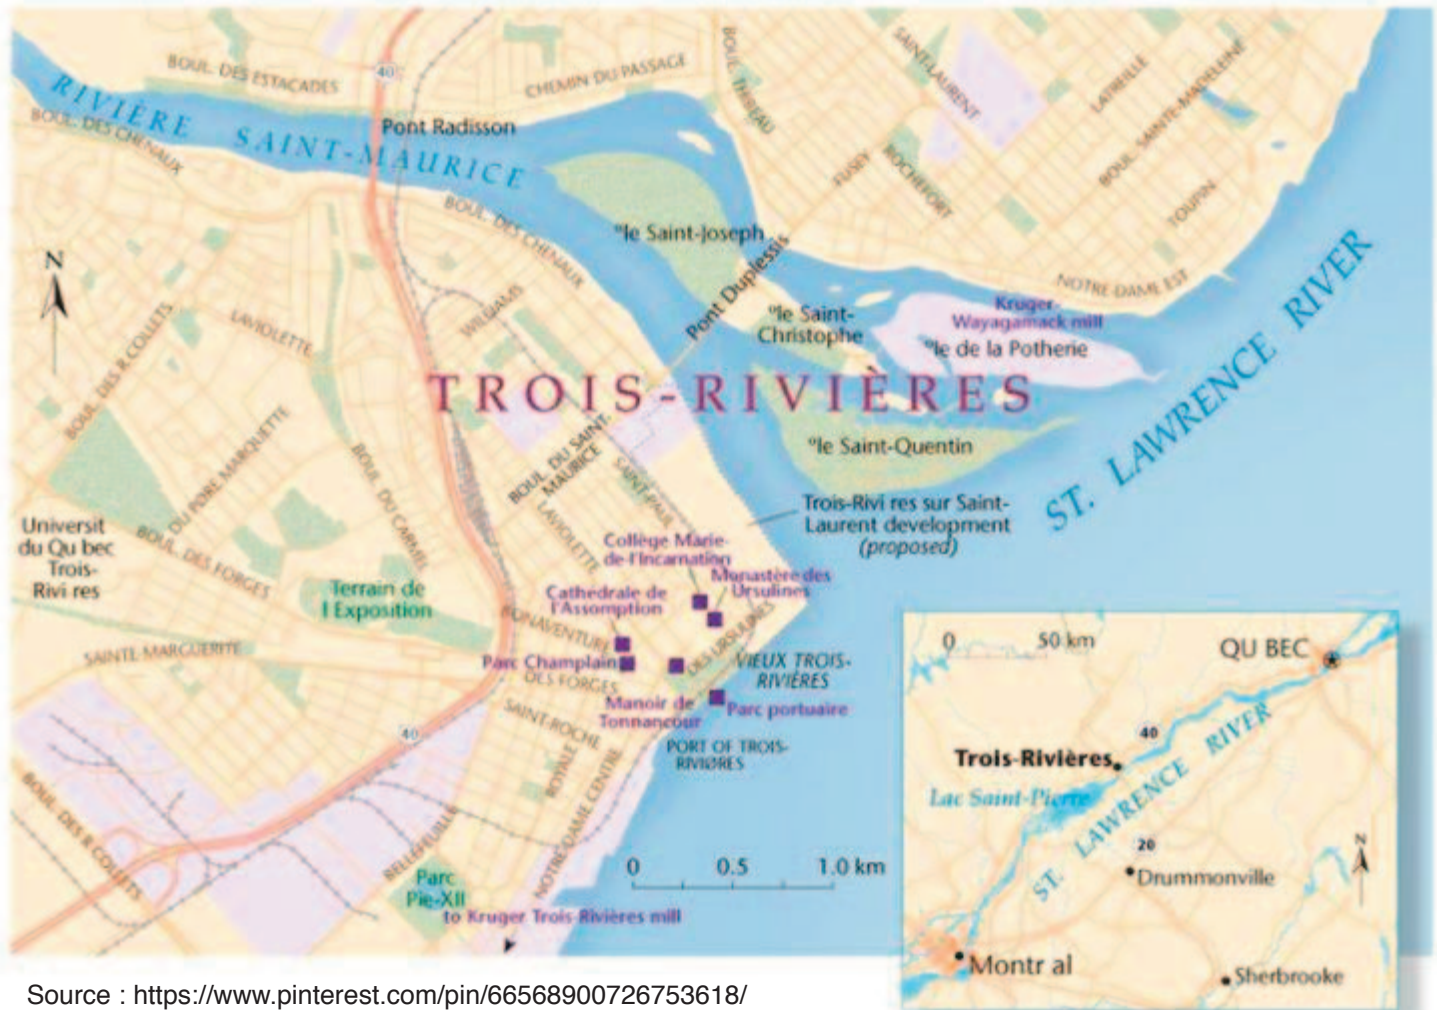 BOUL. DES ESTACADES
40
CHEMIN DU PASSAGE
BOUL. THIBEAU
SAINT-LAURENT
LATREILLE
BOUL. SAINTE-MADELEINE
RIVIÈRE SAINT-MAURICE
BOUL. DES CHENAUX
Pont Radisson
FUSEY
ROCHEFORT
TOUPIN
BOUL. DES CHENAUX
ºle Saint-Joseph
Pont Duplessis
NOTRE-DAME EST
ST. LAWRENCE RIVER
N
WILLIAMS
LAVIOLETTE
BOUL. DES R COLLETS
ºle Saint-
Christophe
Kruger-
Wayagamack mill
ºle de la Potherie
TROIS-RIVIÈRES
DU PÈRE MARQUETTE
BOUL. DU CARMEL
BOUL. DU SAINT-
MAURICE
SAINT-PAUL
LAVIOLETTE
ºle Saint-Quentin
Trois-Rivi res sur Saint-
Laurent development
(proposed)
Universit
du Qu bec
Trois-
Rivi res
BOUL. DES FORGES
Terrain de
l Exposition
Collège Marie-
de-l'Incarnation
Monastère des
Ursulines
Cathédrale de
l'Assomption
BONAVENTURE
SAINTE-MARGUERITE
Parc Champlain
DES FORGES
DES URSULINES
VIEUX TROIS-
RIVIÈRES
Manoir de
Tonnancour
Parc portuaire
SAINT-ROCHE
ROYALE
PORT OF TROIS-
RIVIØRES
40
NOTRE-DAME CENTRE
BOUL. DES R COLLETS
BELLEFEUILLE
Parc
Pie-XII
to Kruger Trois-Rivières mill
0 0.5 1.0 km
0 50 km
QU BEC
40
Trois-Rivières
Lac Saint-Pierre
ST. LAWRENCE RIVER
20
Drummonville
N
Montr al
Sherbrooke
Source : https://www.pinterest.com/pin/66568900726753618/